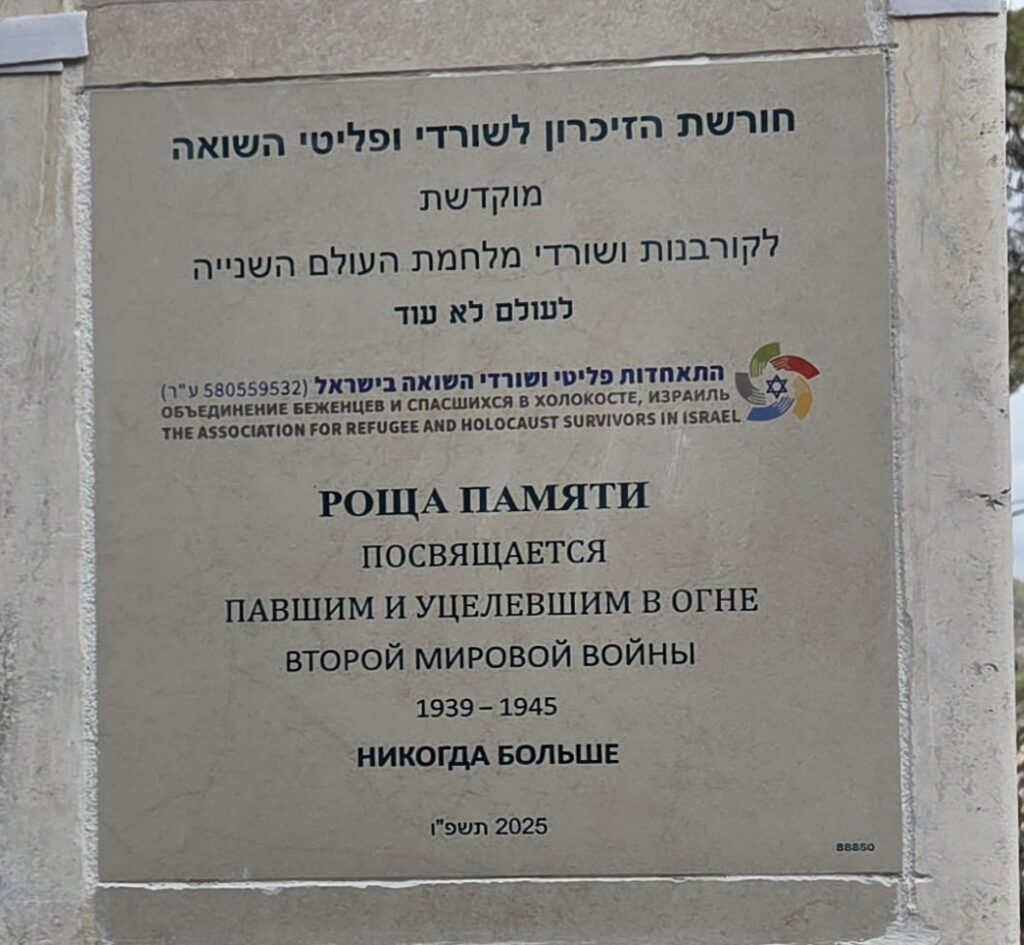 חורשת הזיכרון לשורדי ופליטי השואה
מוקדשת
לקורבנות ושורדי מלחמת העולם השנייה
לעולם לא עוד
התאחדות פליטי ושורדי השואה בישראל (580559532 ע"ר)
ОБЪЕДИНЕНИЕ БЕЖЕНЦЕВ И СПАСШИХСЯ В ХОЛОКОСТЕ, ИЗРАИЛЬ
THE ASSOCIATION FOR REFUGEE AND HOLOCAUST SURVIVORS IN ISRAEL
РОЩА ПАМЯТИ
ПОСВЯЩАЕТСЯ
ПАВШИМ И УЦЕЛЕВШИМ В ОГНЕ
ВТОРОЙ МИРОВОЙ ВОЙНЫ
1939 – 1945
НИКОГДА БОЛЬШЕ
2025 תשפ"ו
88850